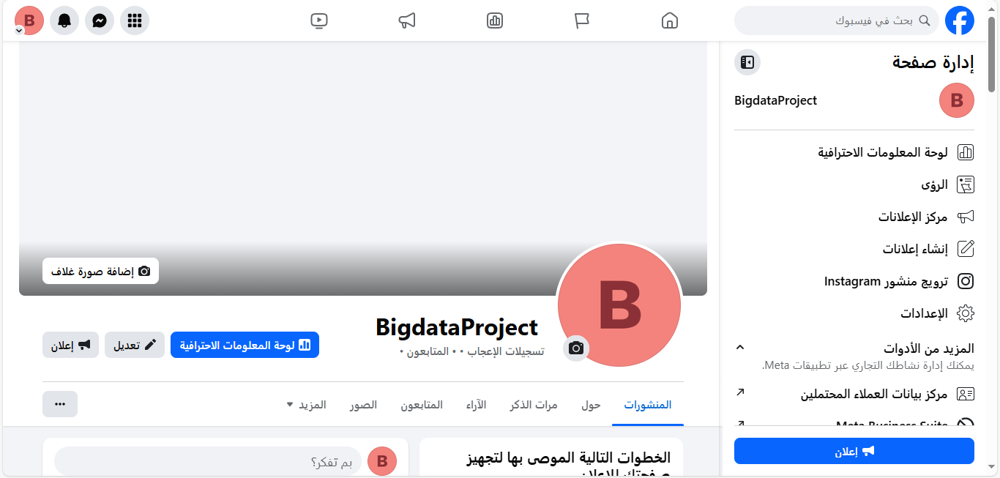 بحث في فيسبوك
B
إدارة صفحة
B
BigdataProject
لوحة المعلومات الاحترافية
الرؤى
مركز الإعلانات
إنشاء إعلانات
ترويج منشور Instagram
الإعدادات
المزيد من الأدوات
يمكنك إدارة نشاطك التجاري عبر تطبيقات Meta.
مركز بيانات العملاء المحتملين
Meta Business Suite
إعلان
إضافة صورة غلاف
B
BigdataProject
تسجيلات الإعجاب • • المتابعون •
لوحة المعلومات الاحترافية
تعديل
إعلان
المنشورات
حول
مرات الذكر
الآراء
المتابعون
الصور
المزيد
الخطوات التالية الموصى بها لتجهيز
صفحتك للإعلان
B
بم تفكر؟